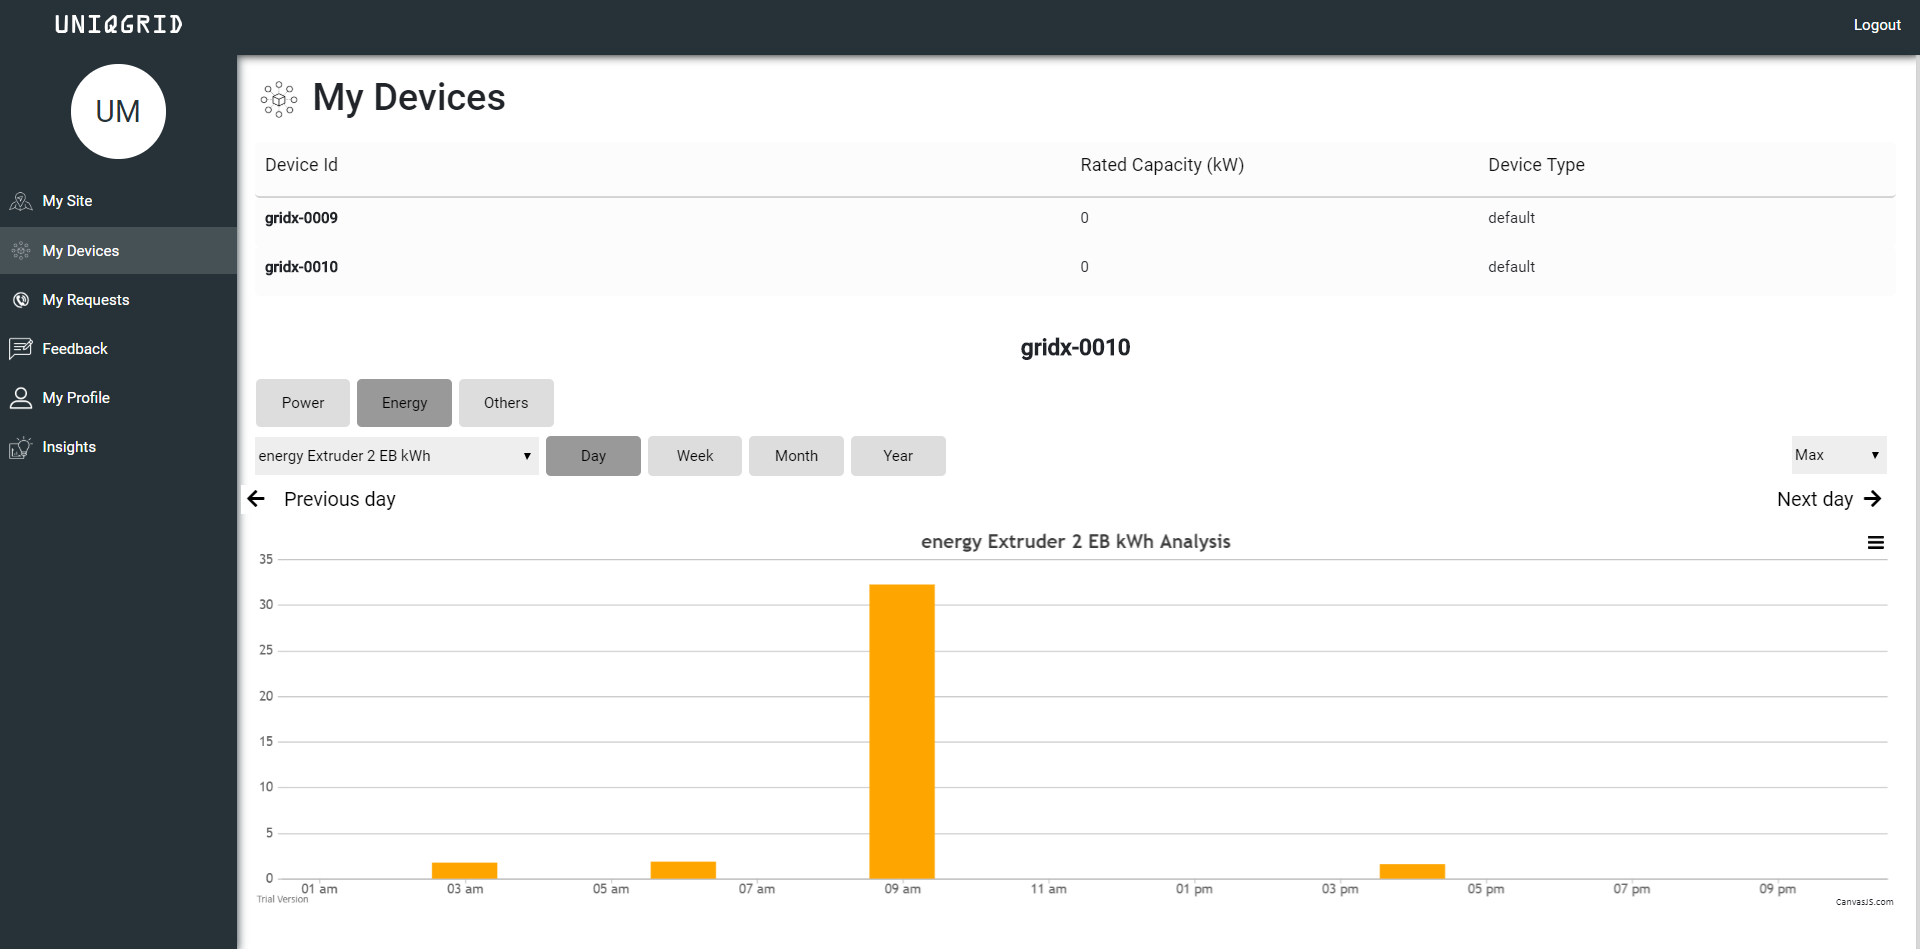 UNIQGRID
Logout
UM
My Site
My Devices
My Requests
Feedback
My Profile
Insights
My Devices
Device Id Rated Capacity (kW) Device Type
gridx-0009 0 default
gridx-0010 0 default
gridx-0010
Power Energy Others
energy Extruder 2 EB kWh Day Week Month Year Max
Previous day Next day
energy Extruder 2 EB kWh Analysis
35
30
25
20
15
10
5
0
01 am 03 am 05 am 07 am 09 am 11 am 01 pm 03 pm 05 pm 07 pm 09 pm
Trial Version CanvasJS.com